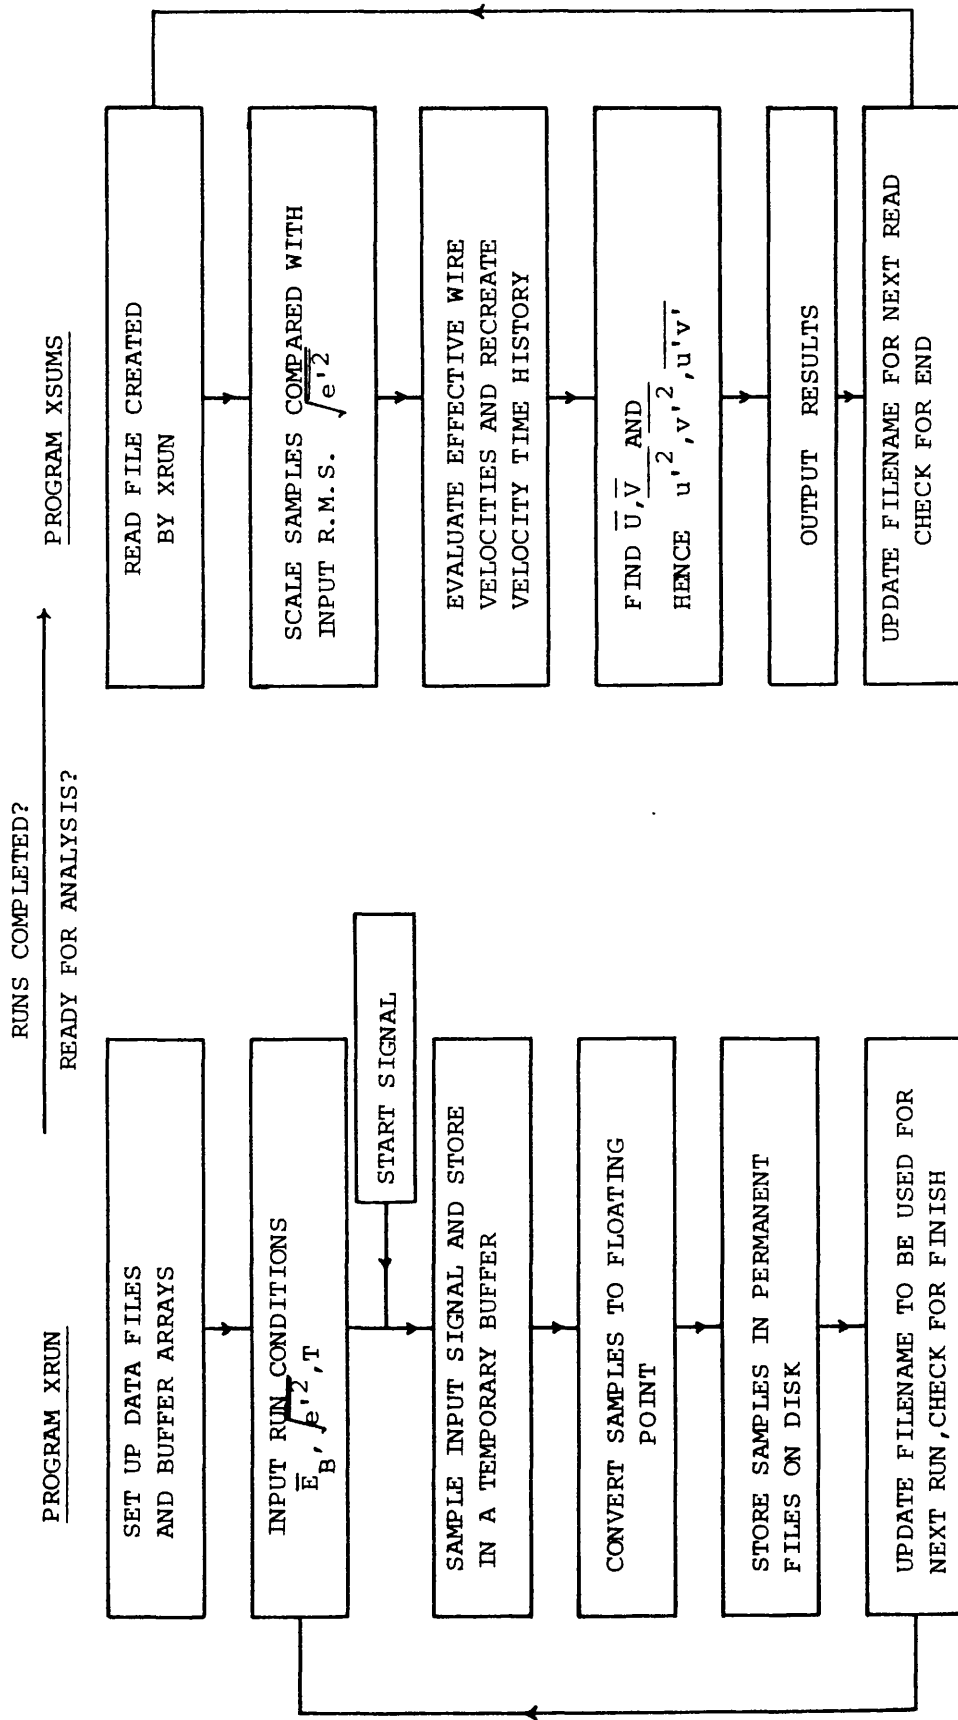 RUNS COMPLETED?
READY FOR ANALYSIS?
PROGRAM XRUN
SET UP DATA FILES
AND BUFFER ARRAYS
INPUT RUN CONDITIONS
E̅_B, √(e'²)̅, T
START SIGNAL
SAMPLE INPUT SIGNAL AND STORE
IN A TEMPORARY BUFFER
CONVERT SAMPLES TO FLOATING
POINT
STORE SAMPLES IN PERMANENT
FILES ON DISK
UPDATE FILENAME TO BE USED FOR
NEXT RUN,CHECK FOR FINISH
PROGRAM XSUMS
READ FILE CREATED
BY XRUN
SCALE SAMPLES COMPARED WITH
INPUT R.M.S. √(e'²)̅
EVALUATE EFFECTIVE WIRE
VELOCITIES AND RECREATE
VELOCITY TIME HISTORY
FIND U̅,V̅ AND
HENCE u'²,v'²,u'v'
OUTPUT RESULTS
UPDATE FILENAME FOR NEXT READ
CHECK FOR END